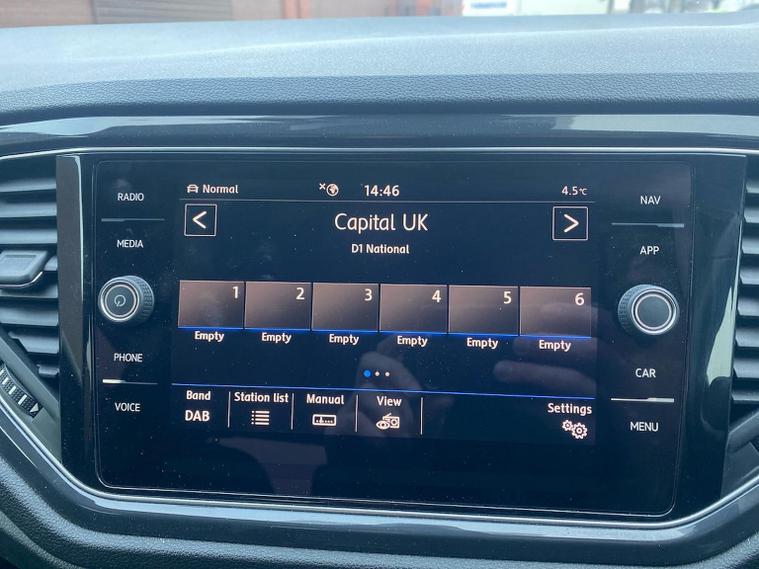 RADIO
MEDIA
PHONE
VOICE
Normal
14:46
4.5°C
Capital UK
D1 National
1 2 3 4 5 6
Empty Empty Empty Empty Empty Empty
Band Station list Manual View Settings
DAB
NAV
APP
CAR
MENU